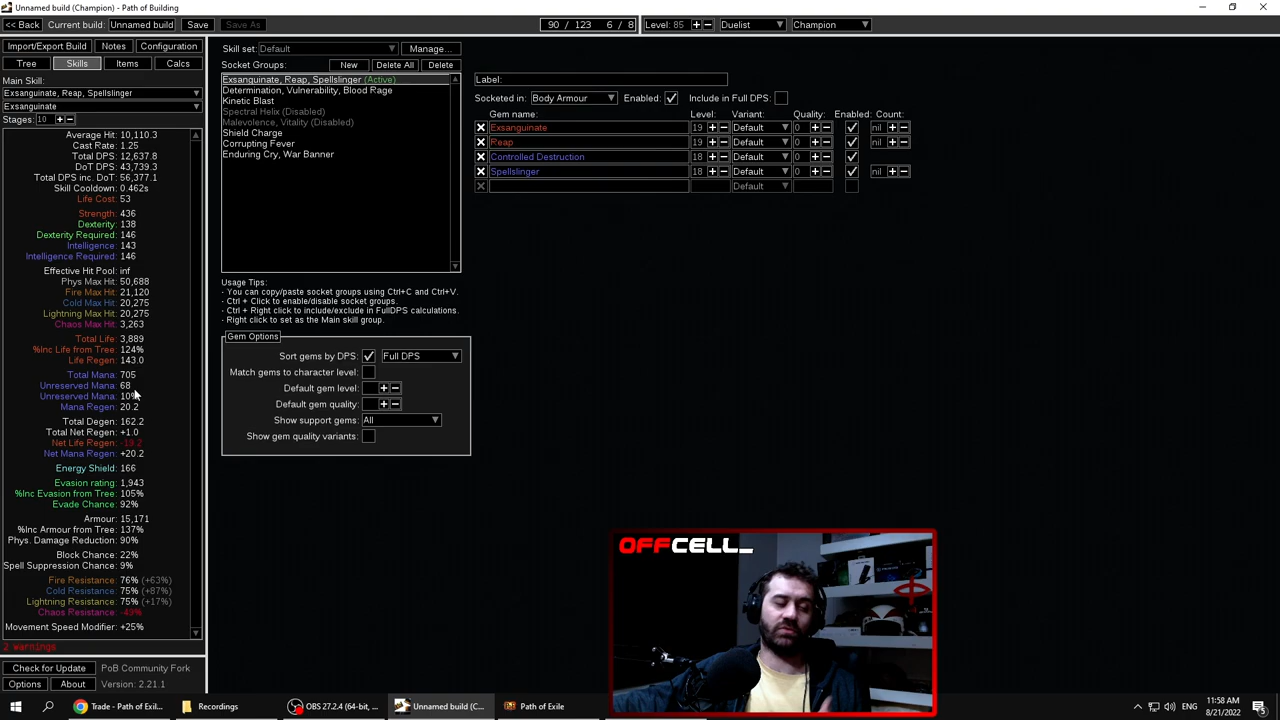 Unnamed build (Champion) - Path of Building
<< Back Current build: Unnamed build Save Save As 90 / 123 6 / 8 Level: 85 + − Duelist Champion
Import/Export Build Notes Configuration
Tree Skills Items Calcs
Main Skill:
Exsanguinate, Reap, Spellslinger
Exsanguinate
Stages: 10 + −
Average Hit: 10,110.3
Cast Rate: 1.25
Total DPS: 12,637.8
DoT DPS: 43,739.3
Total DPS inc. DoT: 56,377.1
Skill Cooldown: 0.462s
Life Cost: 53
Strength: 436
Dexterity: 138
Dexterity Required: 146
Intelligence: 143
Intelligence Required: 146
Effective Hit Pool: inf
Phys Max Hit: 50,688
Fire Max Hit: 21,120
Cold Max Hit: 20,275
Lightning Max Hit: 20,275
Chaos Max Hit: 3,263
Total Life: 3,889
%Inc Life from Tree: 124%
Life Regen: 143.0
Total Mana: 705
Unreserved Mana: 68
Unreserved Mana: 10%
Mana Regen: 20.2
Total Degen: 162.2
Total Net Regen: +1.0
Net Life Regen: -19.2
Net Mana Regen: +20.2
Energy Shield: 166
Evasion rating: 1,943
%Inc Evasion from Tree: 105%
Evade Chance: 92%
Armour: 15,171
%Inc Armour from Tree: 137%
Phys. Damage Reduction: 90%
Block Chance: 22%
Spell Suppression Chance: 9%
Fire Resistance: 76% (+63%)
Cold Resistance: 75% (+87%)
Lightning Resistance: 75% (+17%)
Chaos Resistance: -49%
Movement Speed Modifier: +25%
2 warnings
Check for Update PoB Community Fork
Options About Version: 2.21.1
Skill set: Default Manage...
Socket Groups: New Delete All Delete
Exsanguinate, Reap, Spellslinger (Active)
Determination, Vulnerability, Blood Rage
Kinetic Blast
Spectral Helix (Disabled)
Malevolence, Vitality (Disabled)
Shield Charge
Corrupting Fever
Enduring Cry, War Banner
Usage Tips:
- You can copy/paste socket groups using Ctrl+C and Ctrl+V.
- Ctrl + Click to enable/disable socket groups.
- Ctrl + Right click to include/exclude in FullDPS calculations.
- Right click to set as the Main skill group.
Gem Options
Sort gems by DPS: Full DPS
Match gems to character level:
Default gem level: + −
Default gem quality: + −
Show support gems: All
Show gem quality variants:
Label:
Socketed in: Body Armour Enabled: Include in Full DPS:
Gem name: Level: Variant: Quality: Enabled: Count:
Exsanguinate 19 + − Default 0 + − nil + −
Reap 19 + − Default 0 + − nil + −
Controlled Destruction 18 + − Default 0 + −
Spellslinger 18 + − Default 0 + − nil + −
Default
OFFCELL_
Trade - Path of Exil... Recordings OBS 27.2.4 (64-bit, ... Unnamed build (C... Path of Exile
ENG
11:58 AM
8/21/2022
5